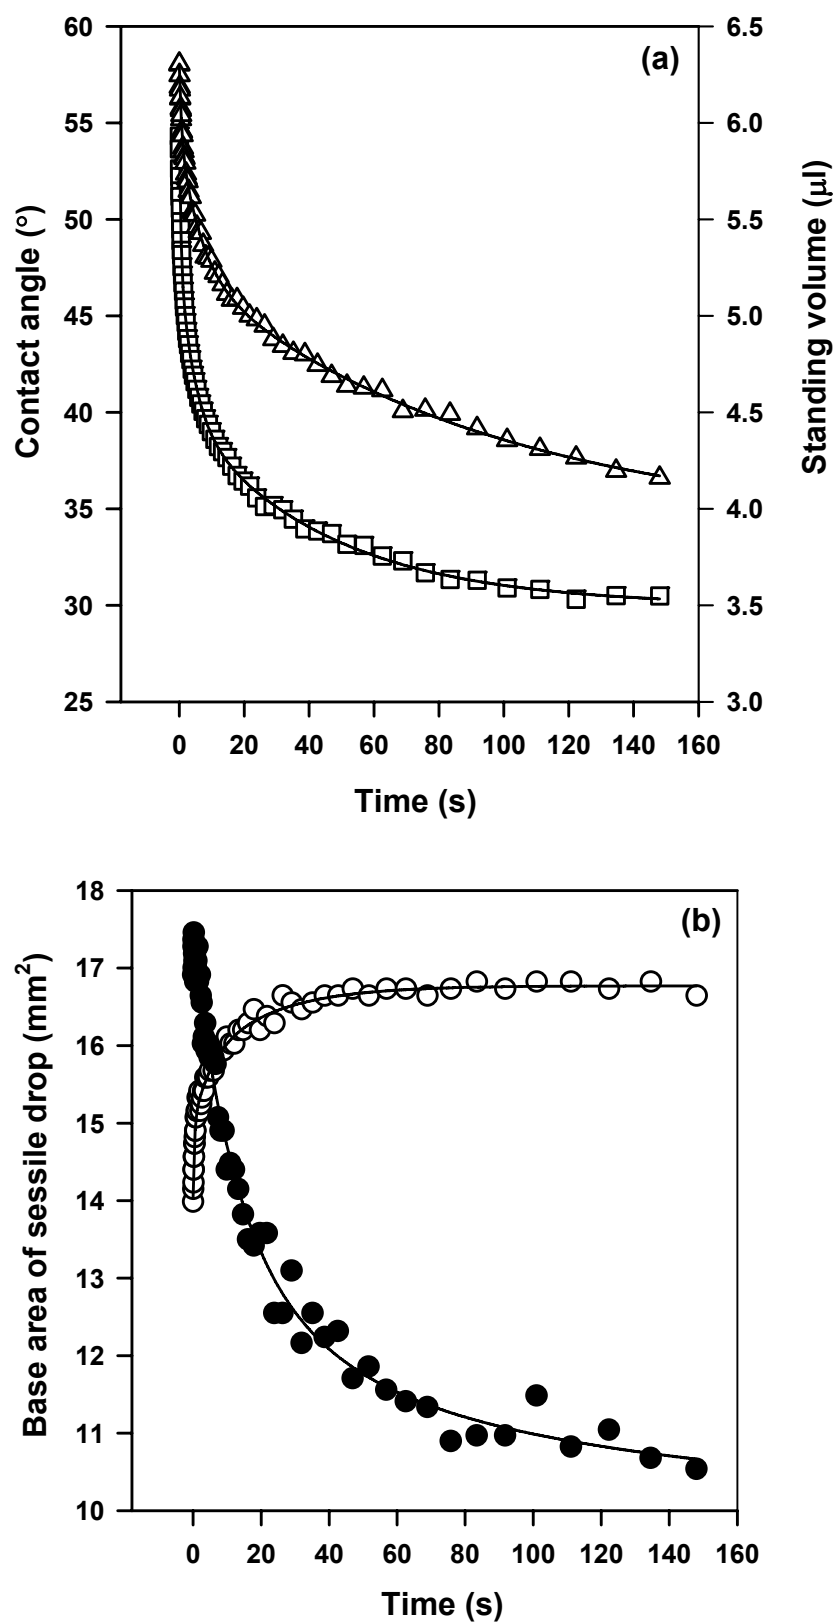 (a)
60
55
50
45
40
35
30
25
Contact angle (°)
6.5
6.0
5.5
5.0
4.5
4.0
3.5
3.0
Standing volume (μl)
0 20 40 60 80 100 120 140 160
Time (s)
(b)
18
17
16
15
14
13
12
11
10
Base area of sessile drop (mm²)
0 20 40 60 80 100 120 140 160
Time (s)